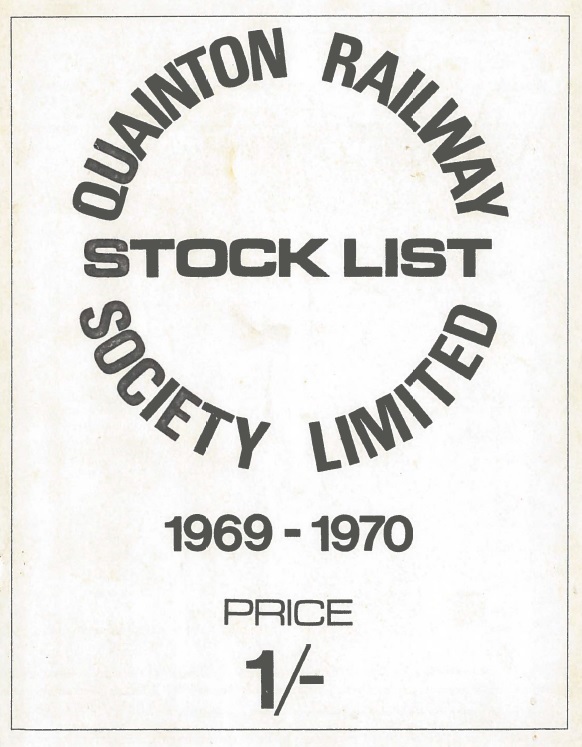 QUAINTON RAILWAY
STOCK LIST
SOCIETY LIMITED
1969 - 1970
PRICE
1/-